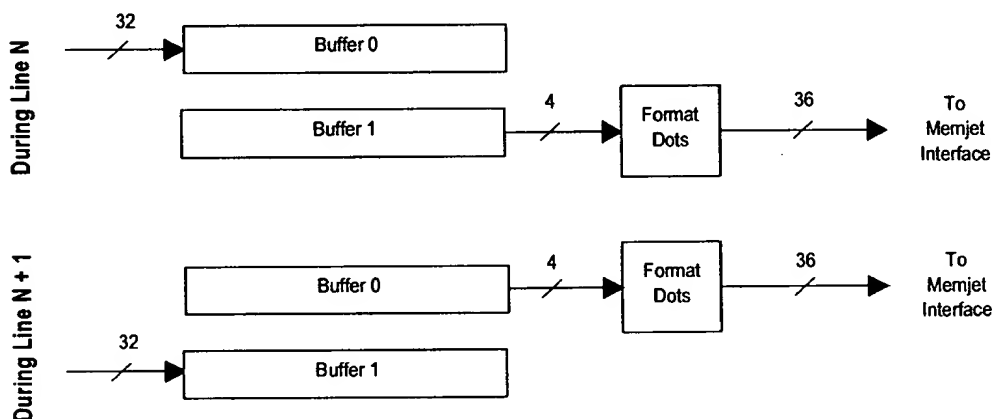 During Line N
32
Buffer 0
Buffer 1
4
Format
Dots
36
To
Memjet
Interface
During Line N + 1
Buffer 0
4
Format
Dots
36
To
Memjet
Interface
32
Buffer 1